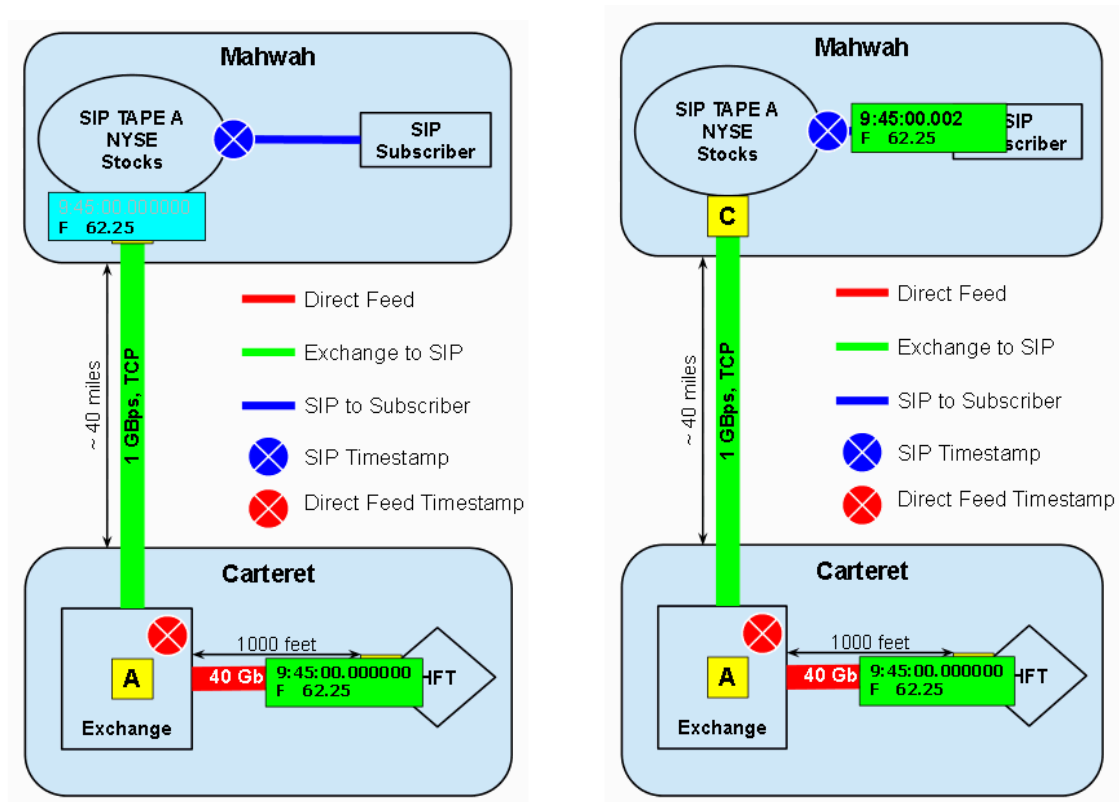 Mahwah
SIP TAPE A
NYSE
Stocks
SIP
Subscriber
9:45:00.000000
F 62.25
Direct Feed
Exchange to SIP
SIP to Subscriber
SIP Timestamp
Direct Feed Timestamp
~ 40 miles
1 GBps, TCP
Carteret
1000 feet
A
40 Gb
9:45:00.000000
F 62.25
HFT
Exchange
Mahwah
SIP TAPE A
NYSE
Stocks
9:45:00.002
F 62.25
SIP
scriber
C
Direct Feed
Exchange to SIP
SIP to Subscriber
SIP Timestamp
Direct Feed Timestamp
~ 40 miles
1 GBps, TCP
Carteret
1000 feet
A
40 Gb
9:45:00.000000
F 62.25
HFT
Exchange